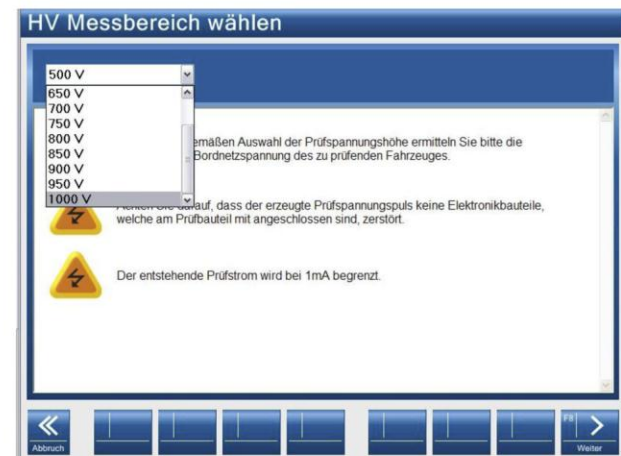 HV Messbereich wählen
500 V
650 V
700 V
750 V
800 V
850 V
900 V
950 V
1000 V
emäßen Auswahl der Prüfspannungshöhe ermitteln Sie bitte die
Bordnetzspannung des zu prüfenden Fahrzeuges.
darauf, dass der erzeugte Prüfspannungspuls keine Elektronikbauteile,
welche am Prüfbauteil mit angeschlossen sind, zerstört.
Der entstehende Prüfstrom wird bei 1mA begrenzt.
Abbruch
Weiter